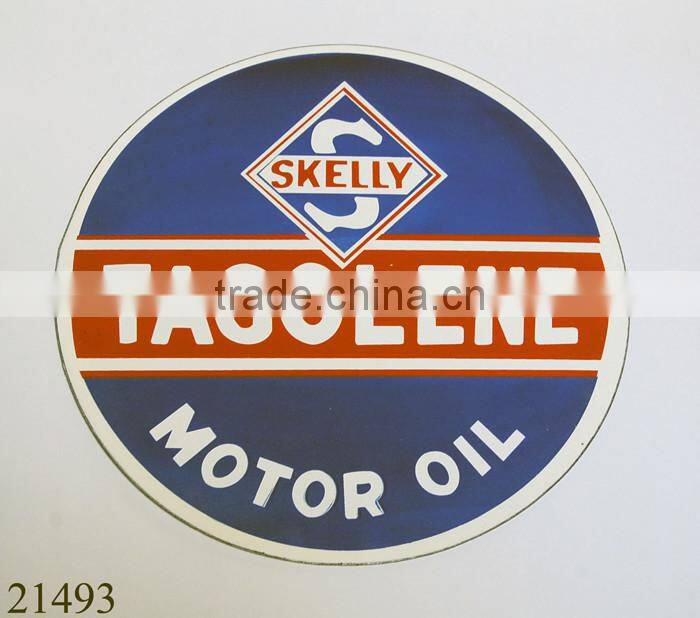 S
SKELLY
TAGOLENE
trade.china.cn
MOTOR OIL
21493